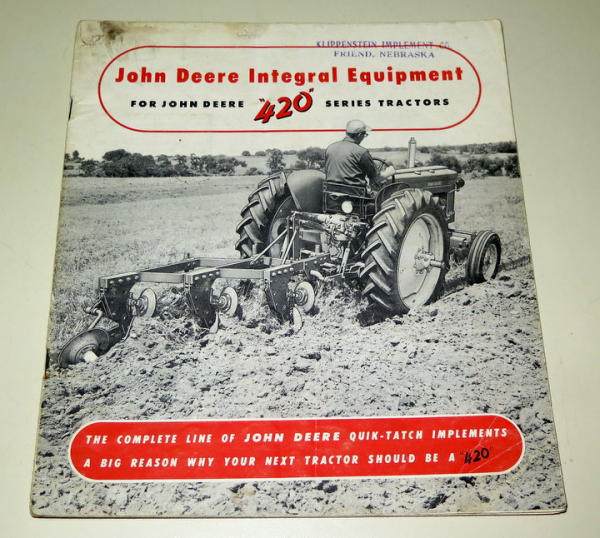 KLIPPENSTEIN IMPLEMENT CO.
FRIEND, NEBRASKA
John Deere Integral Equipment
FOR JOHN DEERE "420" SERIES TRACTORS
THE COMPLETE LINE OF JOHN DEERE QUIK-TATCH IMPLEMENTS
A BIG REASON WHY YOUR NEXT TRACTOR SHOULD BE A "420"